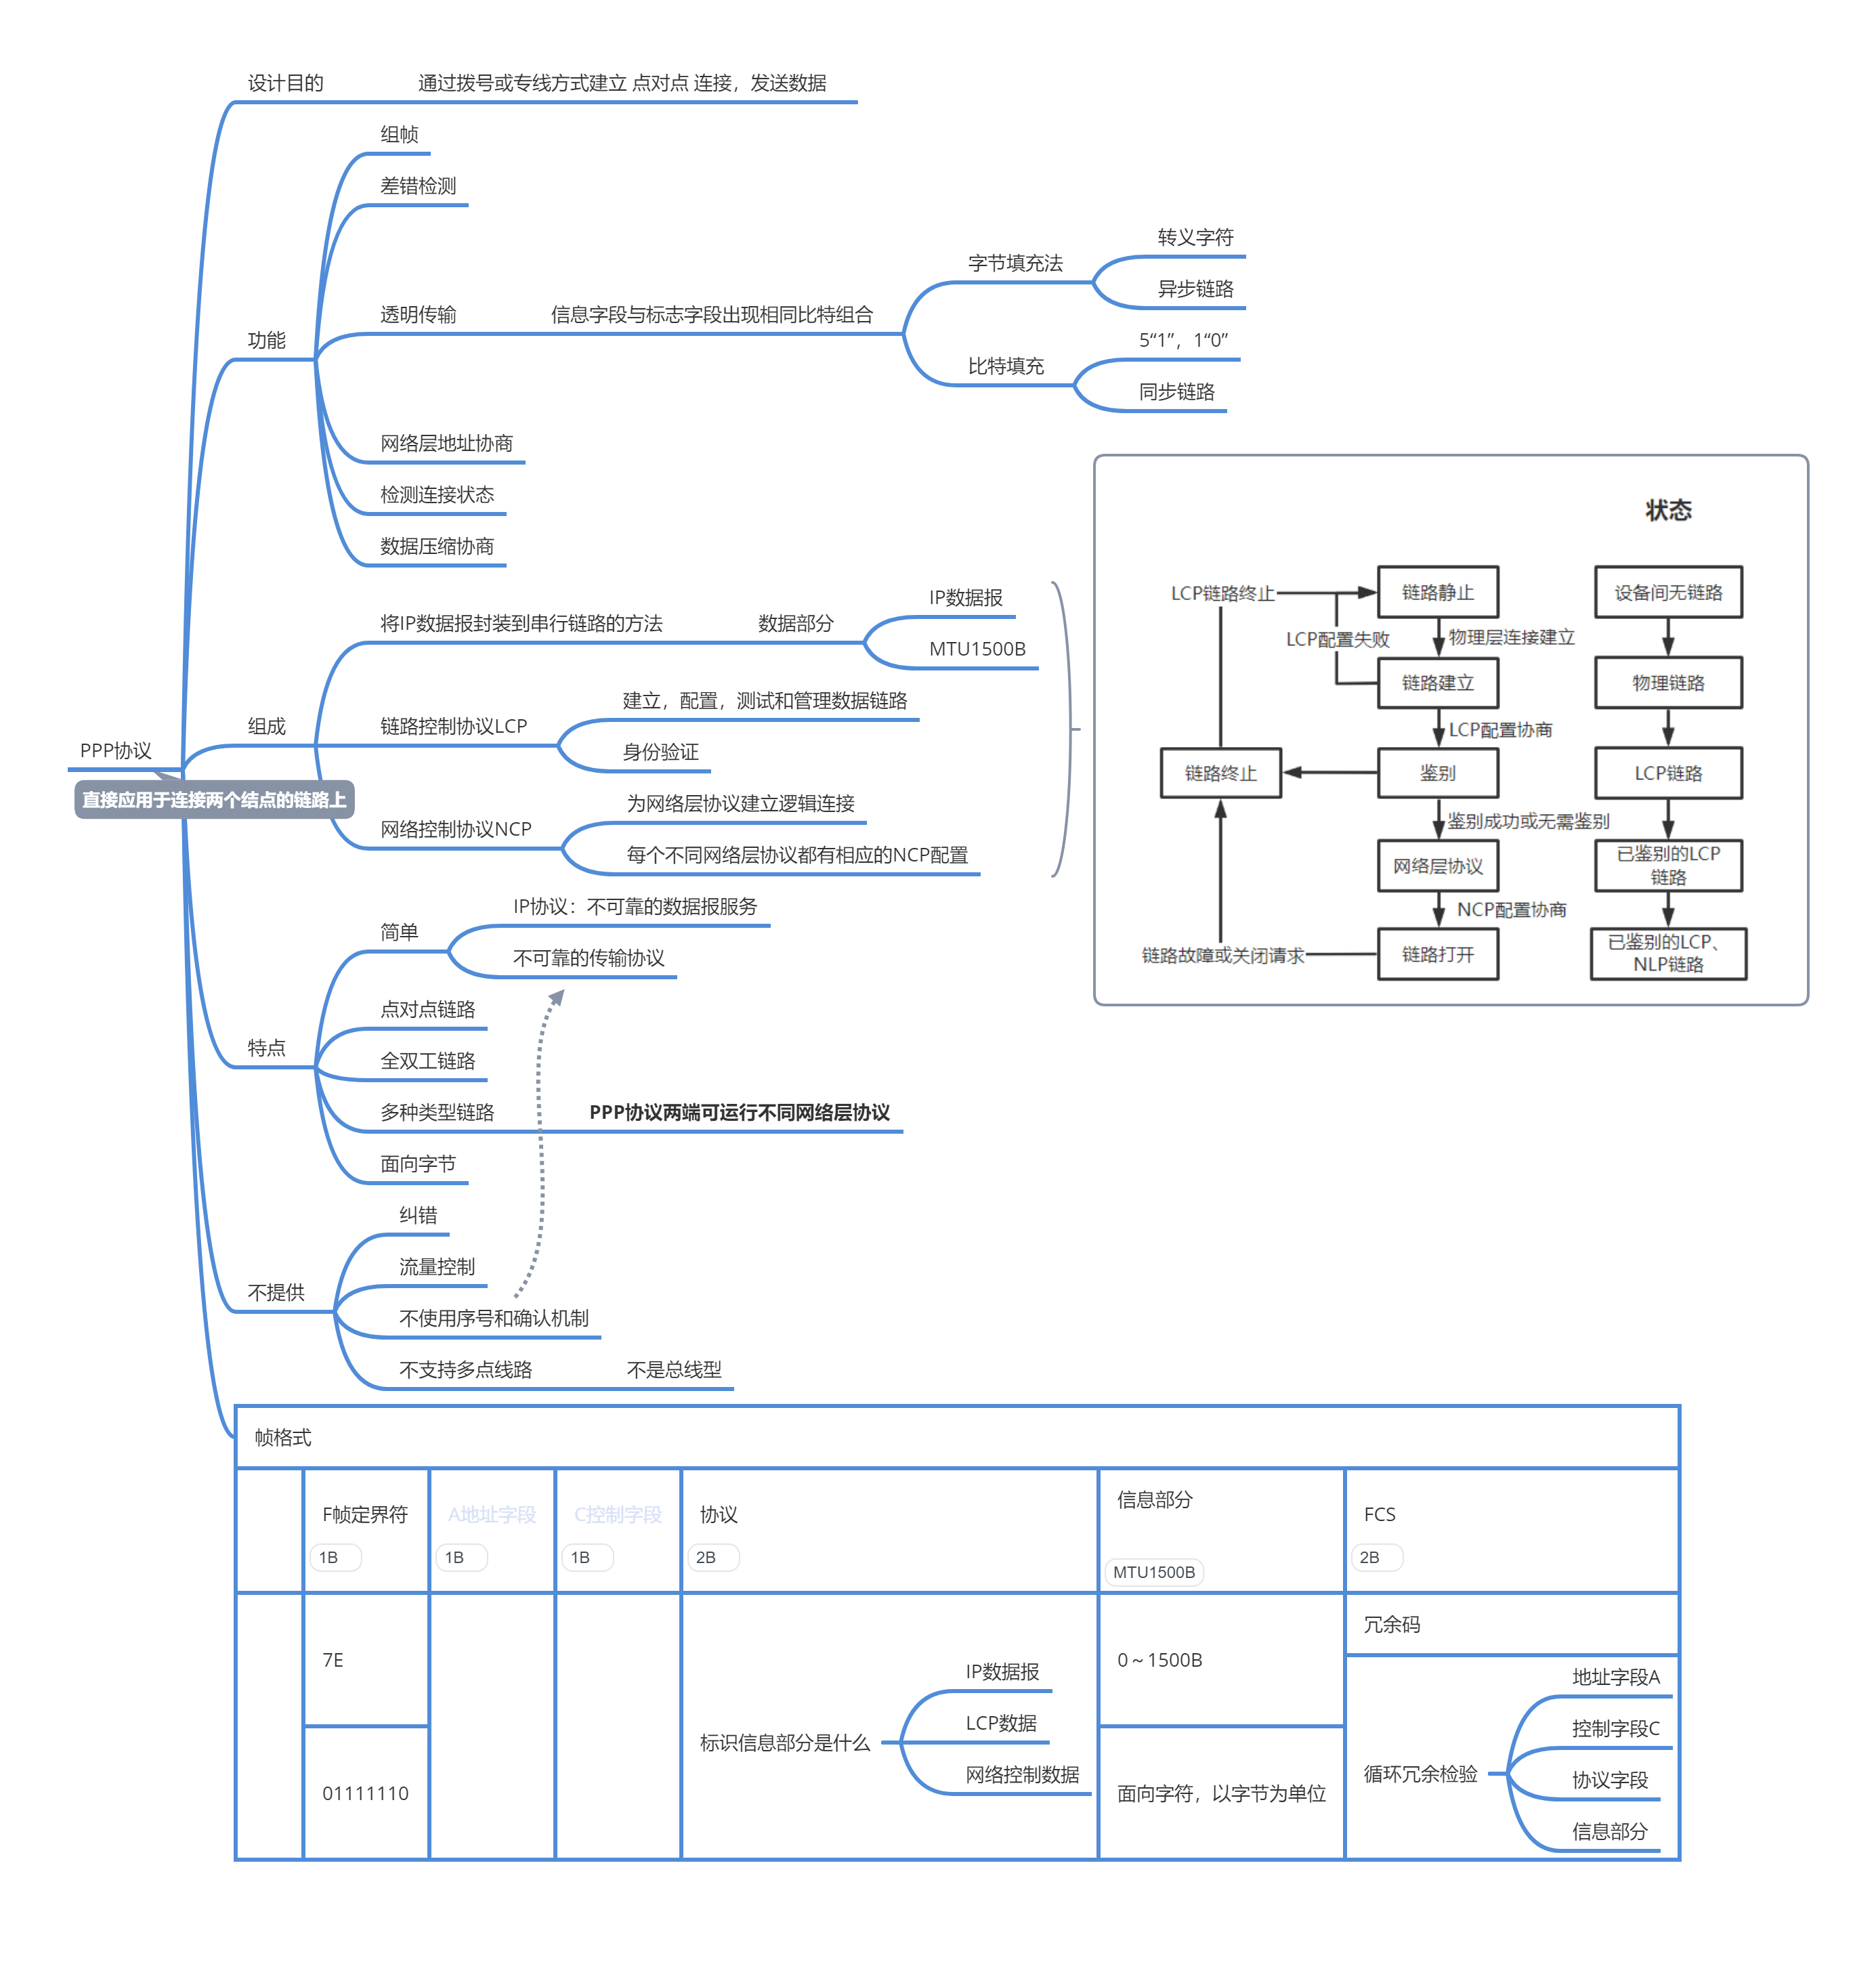 设计目的
通过拨号或专线方式建立 点对点 连接，发送数据
组帧
差错检测
转义字符
字节填充法
异步链路
透明传输
信息字段与标志字段出现相同比特组合
功能
5“1”，1“0”
比特填充
同步链路
网络层地址协商
检测连接状态
数据压缩协商
IP数据报
将IP数据报封装到串行链路的方法
数据部分
MTU1500B
建立，配置，测试和管理数据链路
组成
链路控制协议LCP
身份验证
PPP协议
直接应用于连接两个结点的链路上
为网络层协议建立逻辑连接
网络控制协议NCP
每个不同网络层协议都有相应的NCP配置
状态
LCP链路终止
链路静止
设备间无链路
LCP配置失败
物理层连接建立
链路建立
物理链路
LCP配置协商
链路终止
鉴别
LCP链路
鉴别成功或无需鉴别
网络层协议
已鉴别的LCP
链路
NCP配置协商
链路故障或关闭请求
链路打开
已鉴别的LCP、
NLP链路
IP协议：不可靠的数据报服务
简单
不可靠的传输协议
点对点链路
特点
全双工链路
多种类型链路
PPP协议两端可运行不同网络层协议
面向字节
纠错
流量控制
不提供
不使用序号和确认机制
不支持多点线路
不是总线型
帧格式
F帧定界符
1B
A地址字段
1B
C控制字段
1B
协议
2B
信息部分
MTU1500B
FCS
2B
7E
01111110
标识信息部分是什么
IP数据报
LCP数据
网络控制数据
0～1500B
面向字符，以字节为单位
冗余码
循环冗余检验
地址字段A
控制字段C
协议字段
信息部分